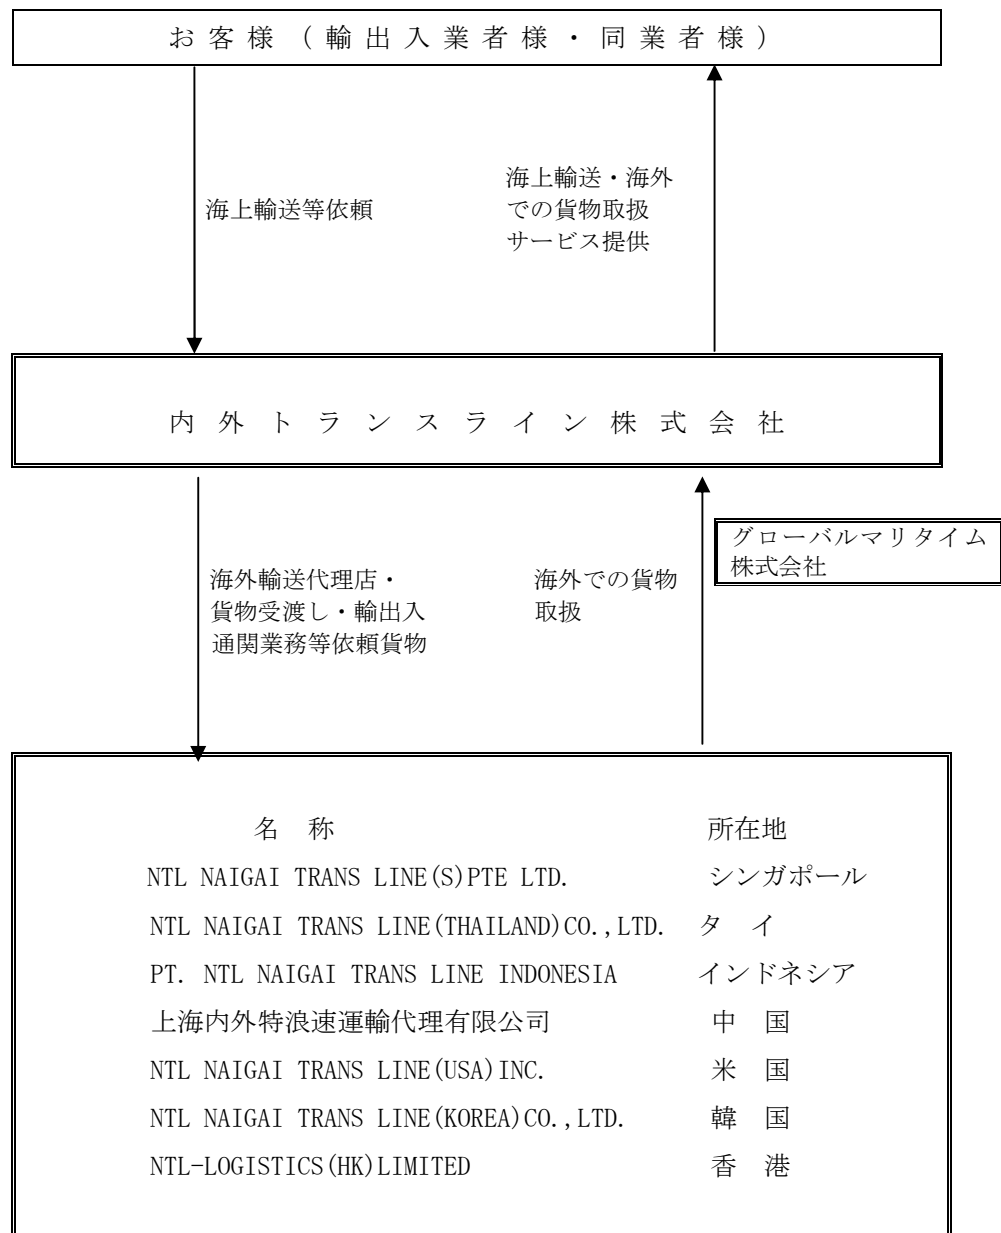 お客様（輸出入業者様・同業者様）
海上輸送等依頼
海上輸送・海外
での貨物取扱
サービス提供
内外トランスライン株式会社
グローバルマリタイム
株式会社
海外輸送代理店・
貨物受渡し・輸出入
通関業務等依頼貨物
海外での貨物
取扱
名　称　所在地
NTL NAIGAI TRANS LINE(S)PTE LTD.　シンガポール
NTL NAIGAI TRANS LINE(THAILAND)CO.,LTD.　タ　イ
PT. NTL NAIGAI TRANS LINE INDONESIA　インドネシア
上海内外特浪速運輸代理有限公司　中　国
NTL NAIGAI TRANS LINE(USA)INC.　米　国
NTL NAIGAI TRANS LINE(KOREA)CO.,LTD.　韓　国
NTL-LOGISTICS(HK)LIMITED　香　港